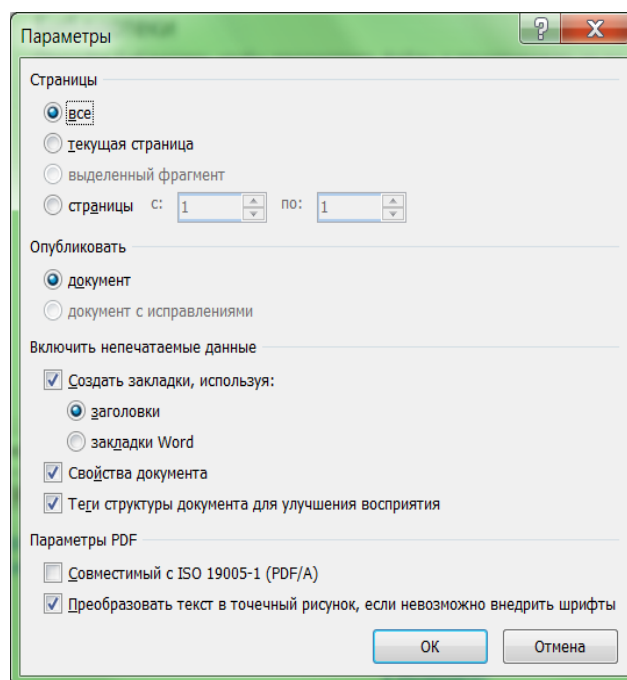 Параметры
Страницы
все
текущая страница
выделенный фрагмент
страницы с: 1 по: 1
Опубликовать
документ
документ с исправлениями
Включить непечатаемые данные
Создать закладки, используя:
заголовки
закладки Word
Свойства документа
Теги структуры документа для улучшения восприятия
Параметры PDF
Совместимый с ISO 19005-1 (PDF/A)
Преобразовать текст в точечный рисунок, если невозможно внедрить шрифты
ОК Отмена